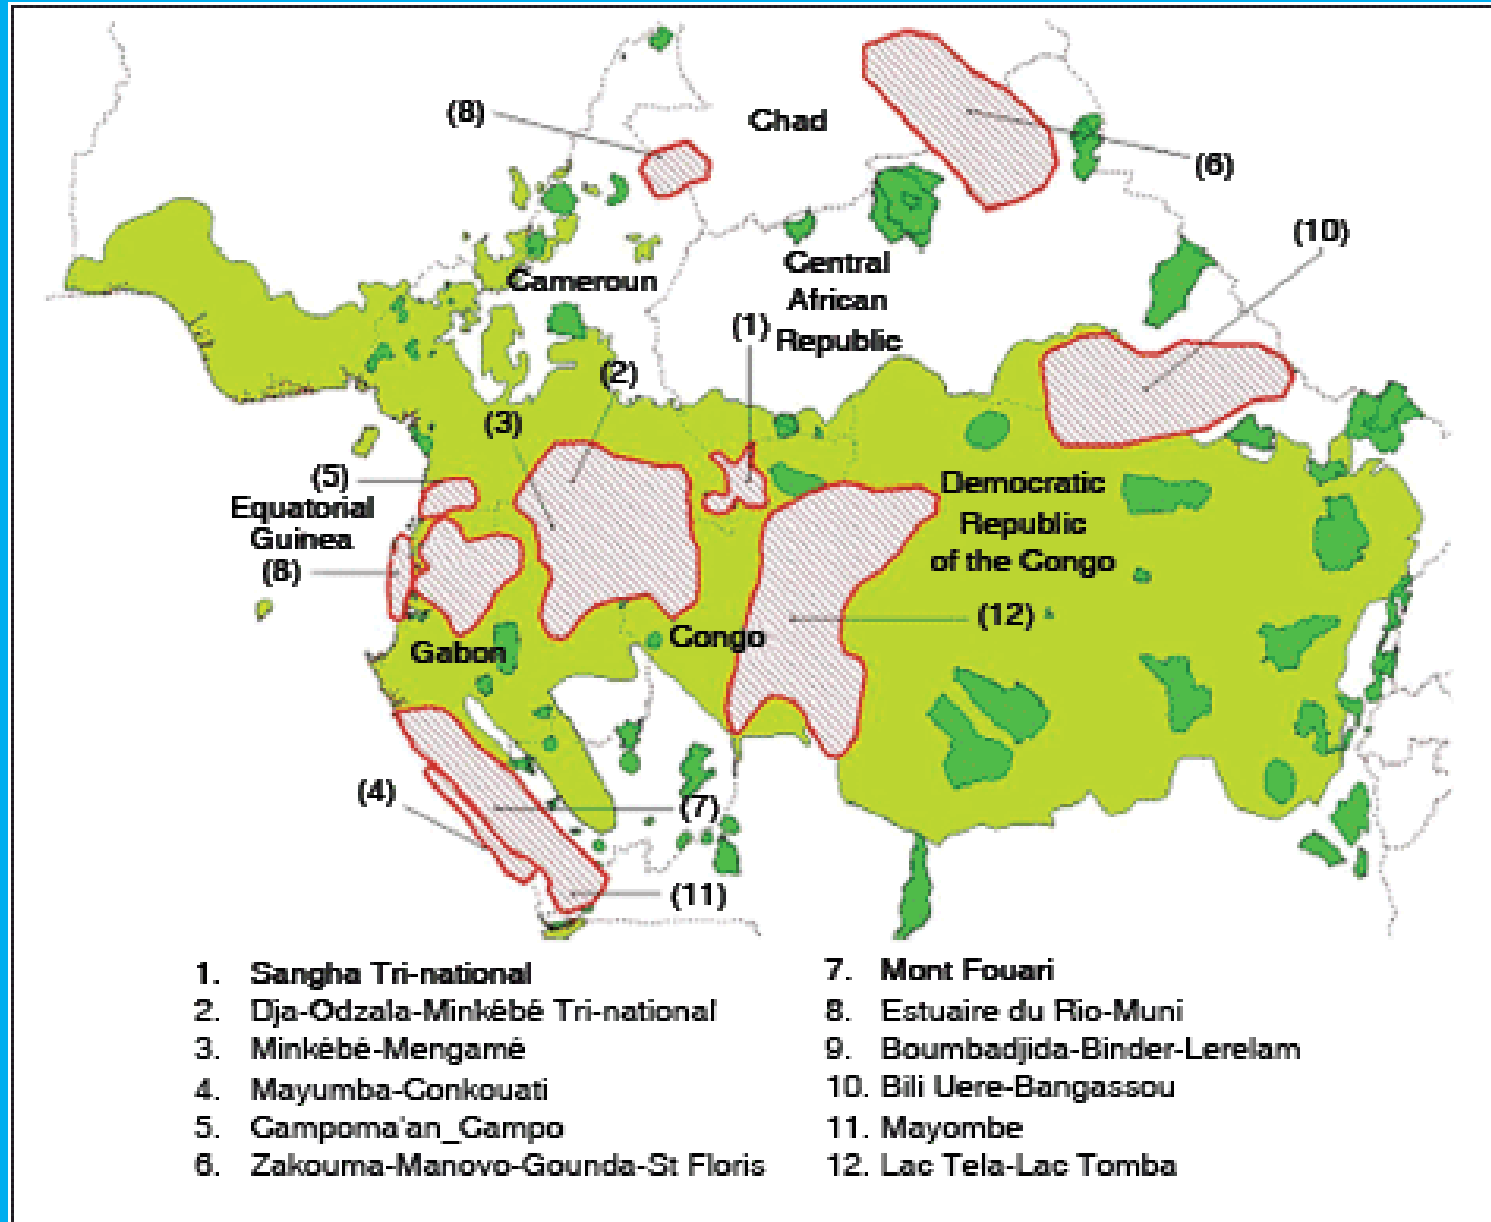 (8)
Chad
(6)
(10)
Central
African
Republic
Cameroun
(1)
(2)
(3)
(5)
Equatorial
Guinea
(8)
Democratic
Republic
of the Congo
(12)
Congo
Gabon
(4)
(7)
(11)
1. Sangha Tri-national
2. Dja-Odzala-Minkébé Tri-national
3. Minkébé-Mengamé
4. Mayumba-Conkouati
5. Campoma'an_Campo
6. Zakouma-Manovo-Gounda-St Floris
7. Mont Fouari
8. Estuaire du Rio-Muni
9. Boumbadjida-Binder-Lerelam
10. Bili Uere-Bangassou
11. Mayombe
12. Lac Tela-Lac Tomba